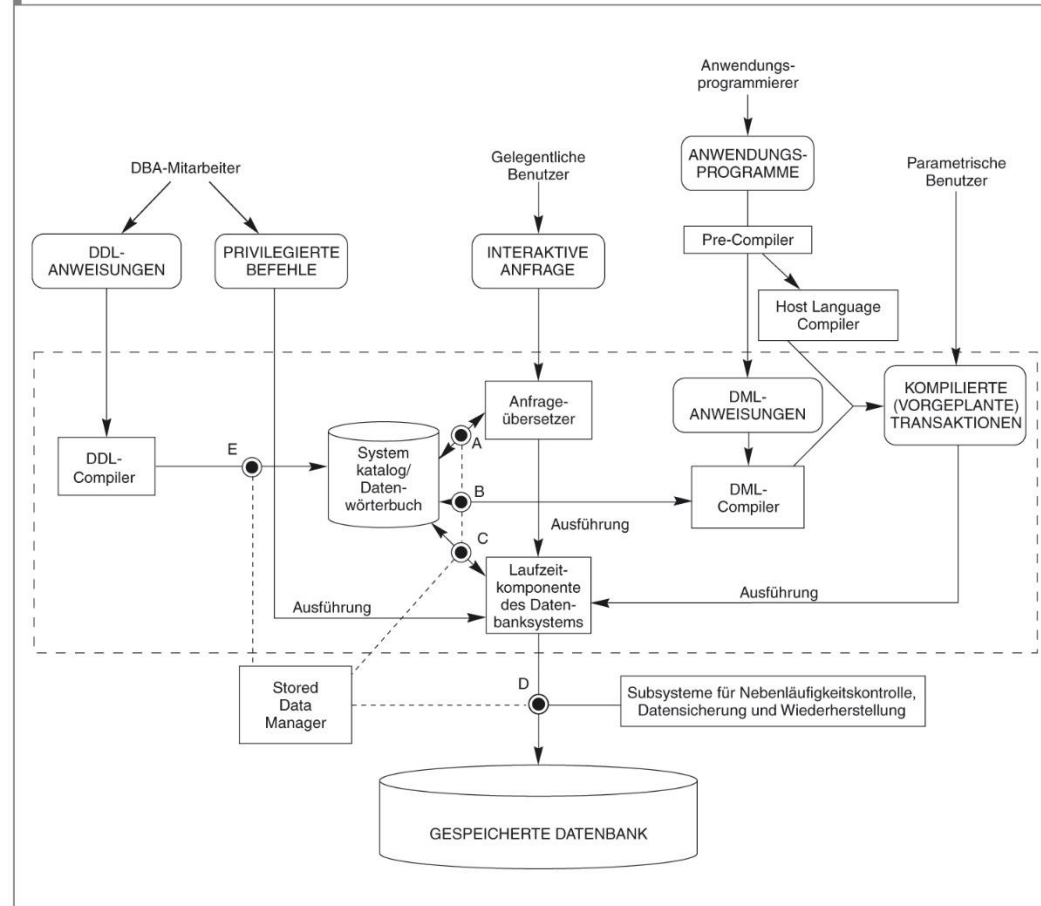 Anwendungs-
programmierer
DBA-Mitarbeiter
Gelegentliche
Benutzer
ANWENDUNGS-
PROGRAMME
Parametrische
Benutzer
DDL-
ANWEISUNGEN
PRIVILEGIERTE
BEFEHLE
INTERAKTIVE
ANFRAGE
Pre-Compiler
Host Language
Compiler
Anfrage-
übersetzer
DML-
ANWEISUNGEN
KOMPILIERTE
(VORGEPLANTE)
TRANSAKTIONEN
DDL-
Compiler
E
System
katalog/
Daten-
wörterbuch
A
B
C
DML-
Compiler
Ausführung
Laufzeit-
komponente
des Daten-
banksystems
Ausführung
Ausführung
Stored
Data
Manager
D
Subsysteme für Nebenläufigkeitskontrolle,
Datensicherung und Wiederherstellung
GESPEICHERTE DATENBANK